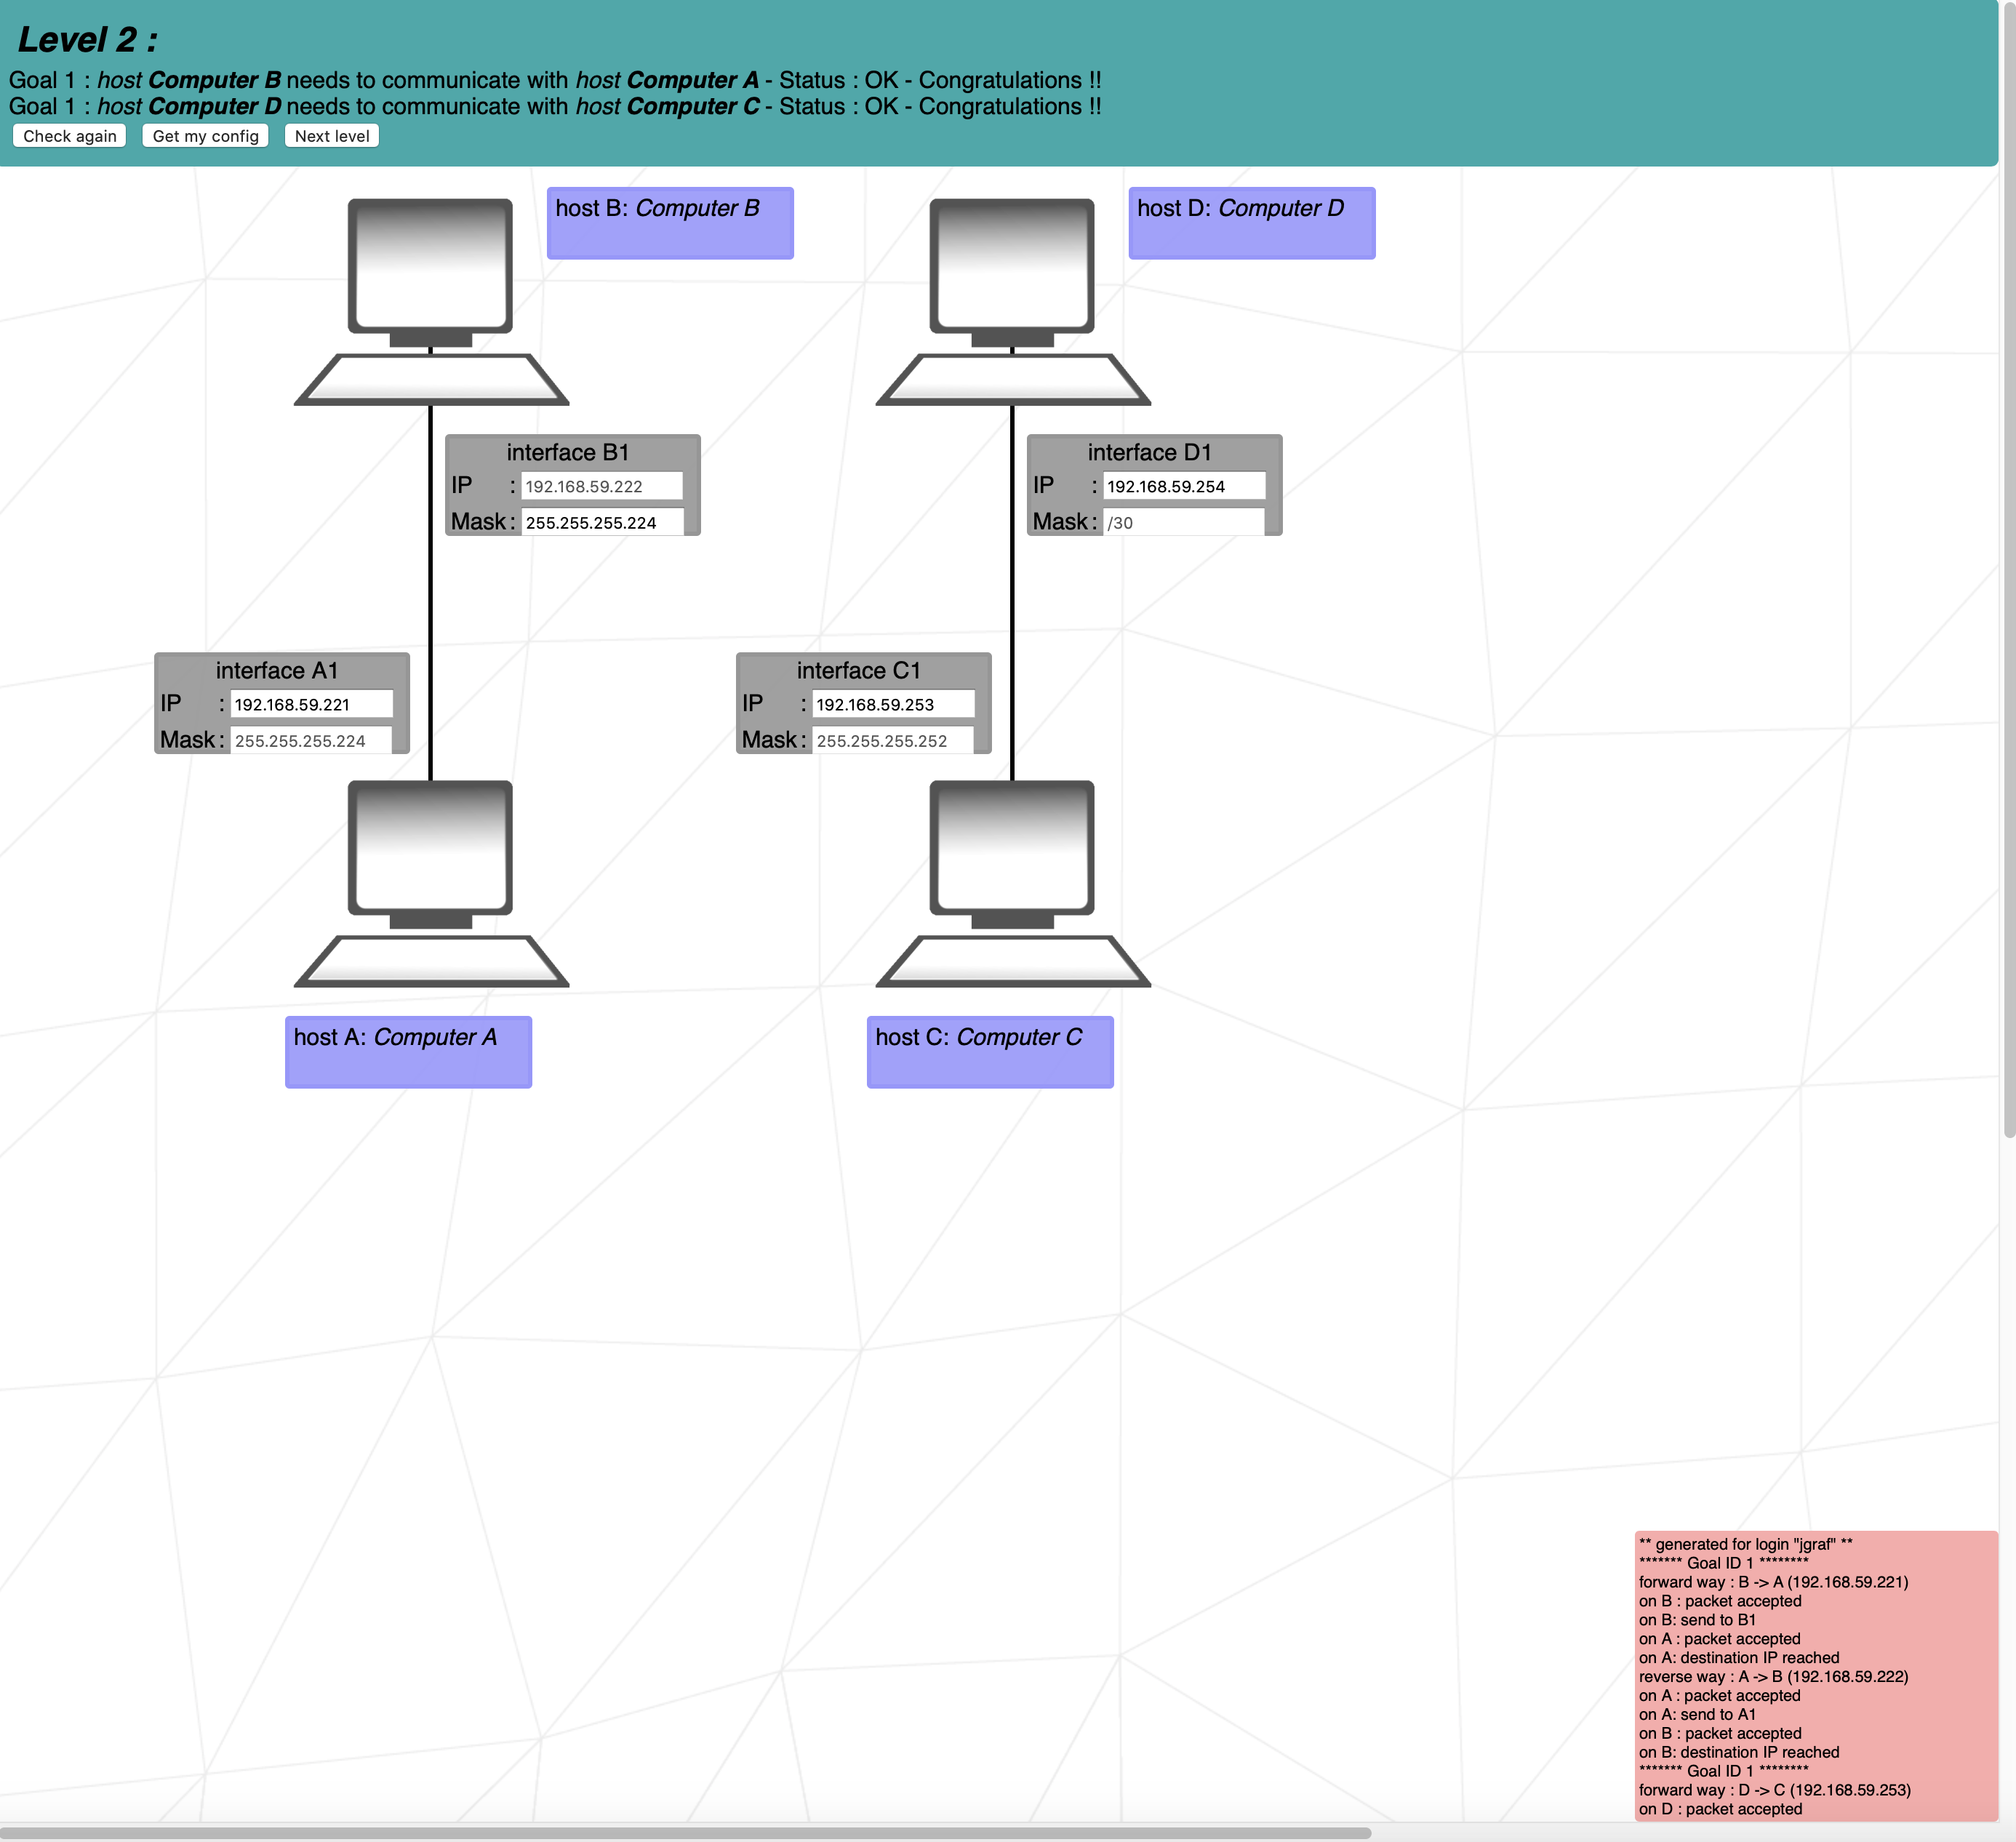 Level 2 :
Goal 1 : host Computer B needs to communicate with host Computer A - Status : OK - Congratulations !!
Goal 1 : host Computer D needs to communicate with host Computer C - Status : OK - Congratulations !!
Check again Get my config Next level
host B: Computer B
host D: Computer D
interface B1
IP : 192.168.59.222
Mask : 255.255.255.224
interface D1
IP : 192.168.59.254
Mask : /30
interface A1
IP : 192.168.59.221
Mask : 255.255.255.224
interface C1
IP : 192.168.59.253
Mask : 255.255.255.252
host A: Computer A
host C: Computer C
** generated for login "jgraf" **
******* Goal ID 1 ********
forward way : B -> A (192.168.59.221)
on B : packet accepted
on B: send to B1
on A : packet accepted
on A: destination IP reached
reverse way : A -> B (192.168.59.222)
on A : packet accepted
on A: send to A1
on B : packet accepted
on B: destination IP reached
******* Goal ID 1 ********
forward way : D -> C (192.168.59.253)
on D : packet accepted